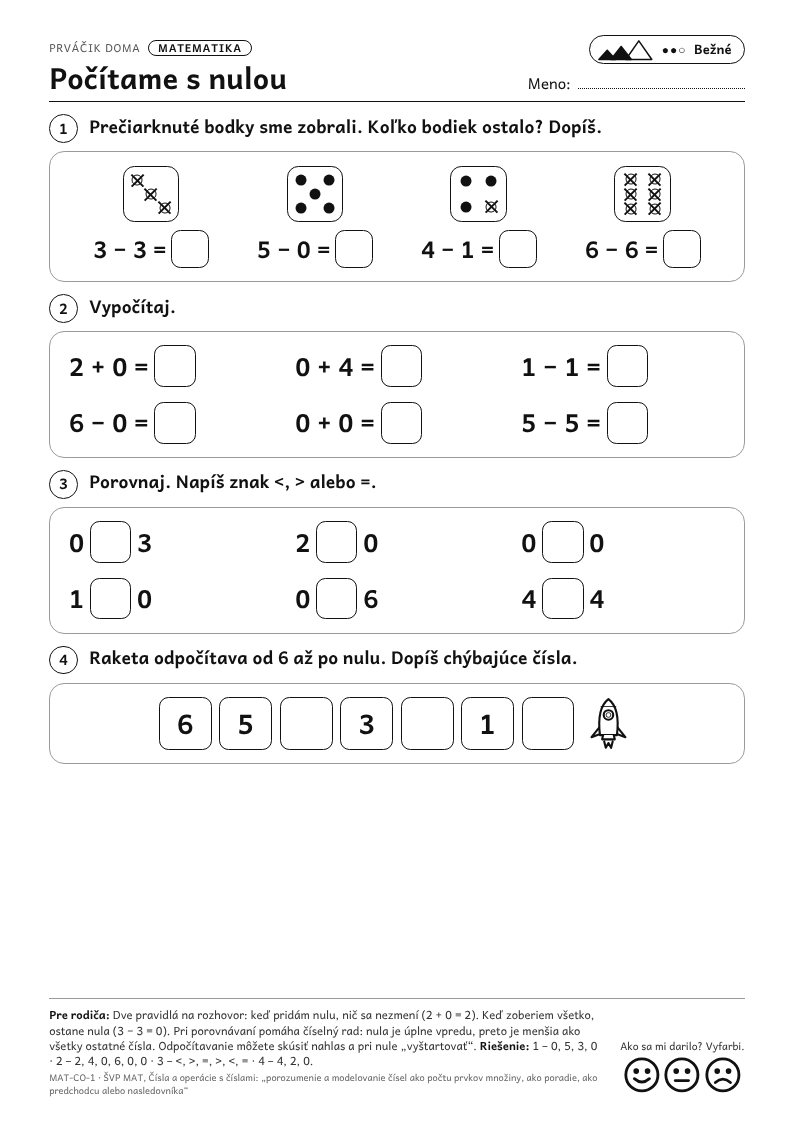 PRVÁČIK DOMA MATEMATIKA
●●○ Bežné
Počítame s nulou
Meno:
1 Prečiarknuté bodky sme zobrali. Koľko bodiek ostalo? Dopíš.
3 − 3 = 5 − 0 = 4 − 1 = 6 − 6 =
2 Vypočítaj.
2 + 0 = 0 + 4 = 1 − 1 =
6 − 0 = 0 + 0 = 5 − 5 =
3 Porovnaj. Napíš znak <, > alebo =.
0 3 2 0 0 0
1 0 0 6 4 4
4 Raketa odpočítava od 6 až po nulu. Dopíš chýbajúce čísla.
6 5 3 1
Pre rodiča: Dve pravidlá na rozhovor: keď pridám nulu, nič sa nezmení (2 + 0 = 2). Keď zoberiem všetko,
ostane nula (3 − 3 = 0). Pri porovnávaní pomáha číselný rad: nula je úplne vpredu, preto je menšia ako
všetky ostatné čísla. Odpočítavanie môžete skúsiť nahlas a pri nule „vyštartovať“. Riešenie: 1 – 0, 5, 3, 0
· 2 – 2, 4, 0, 6, 0, 0 · 3 – <, >, =, >, <, = · 4 – 4, 2, 0.
MAT-CO-1 · ŠVP MAT, Čísla a operácie s číslami: „porozumenie a modelovanie čísel ako počtu prvkov množiny, ako poradie, ako
predchodcu alebo nasledovníka“
Ako sa mi darilo? Vyfarbi.